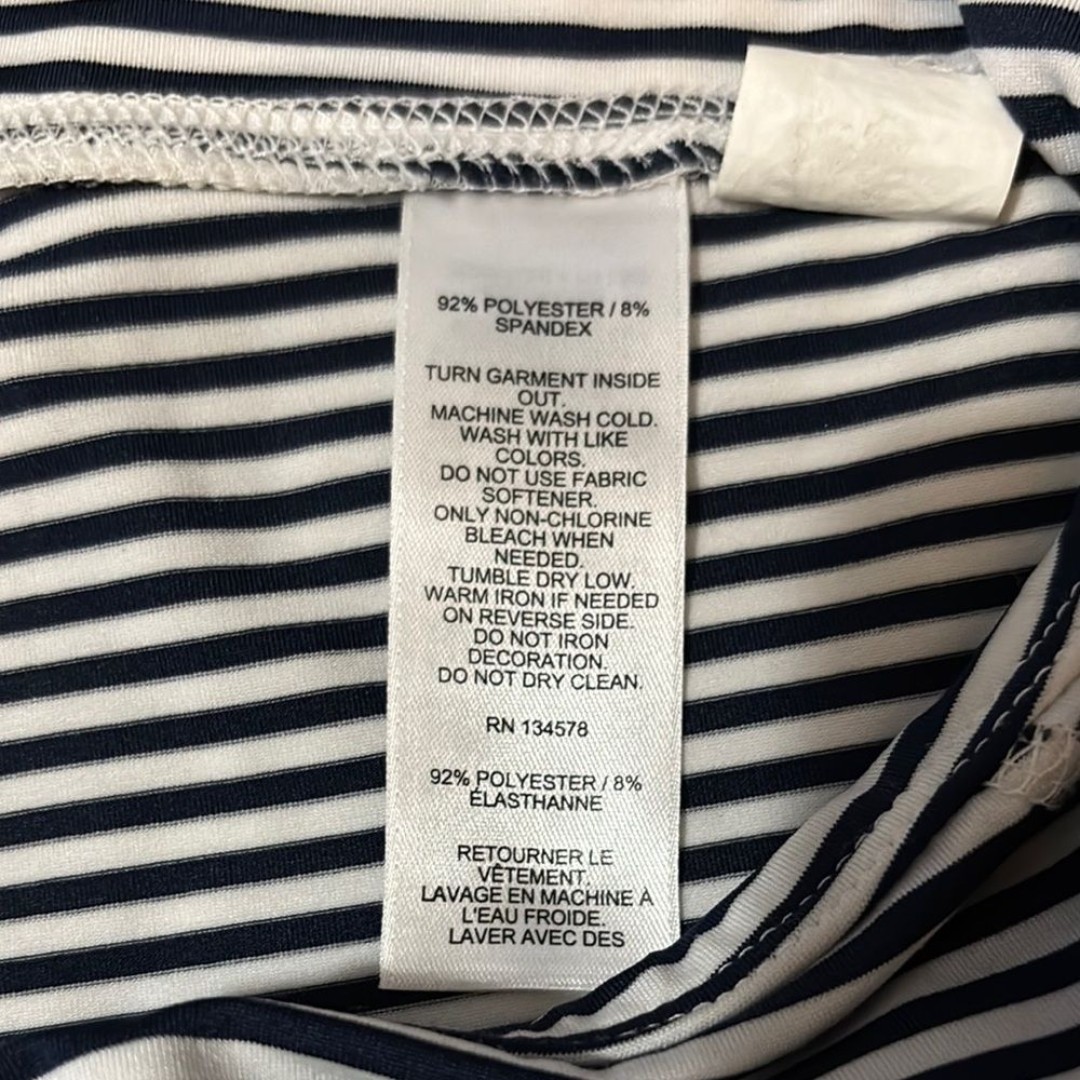 92% POLYESTER / 8%
SPANDEX
TURN GARMENT INSIDE
OUT.
MACHINE WASH COLD.
WASH WITH LIKE
COLORS.
DO NOT USE FABRIC
SOFTENER.
ONLY NON-CHLORINE
BLEACH WHEN
NEEDED.
TUMBLE DRY LOW.
WARM IRON IF NEEDED
ON REVERSE SIDE.
DO NOT IRON
DECORATION.
DO NOT DRY CLEAN.
RN 134578
92% POLYESTER / 8%
ÉLASTHANNE
RETOURNER LE
VÊTEMENT.
LAVAGE EN MACHINE À
L'EAU FROIDE.
LAVER AVEC DES